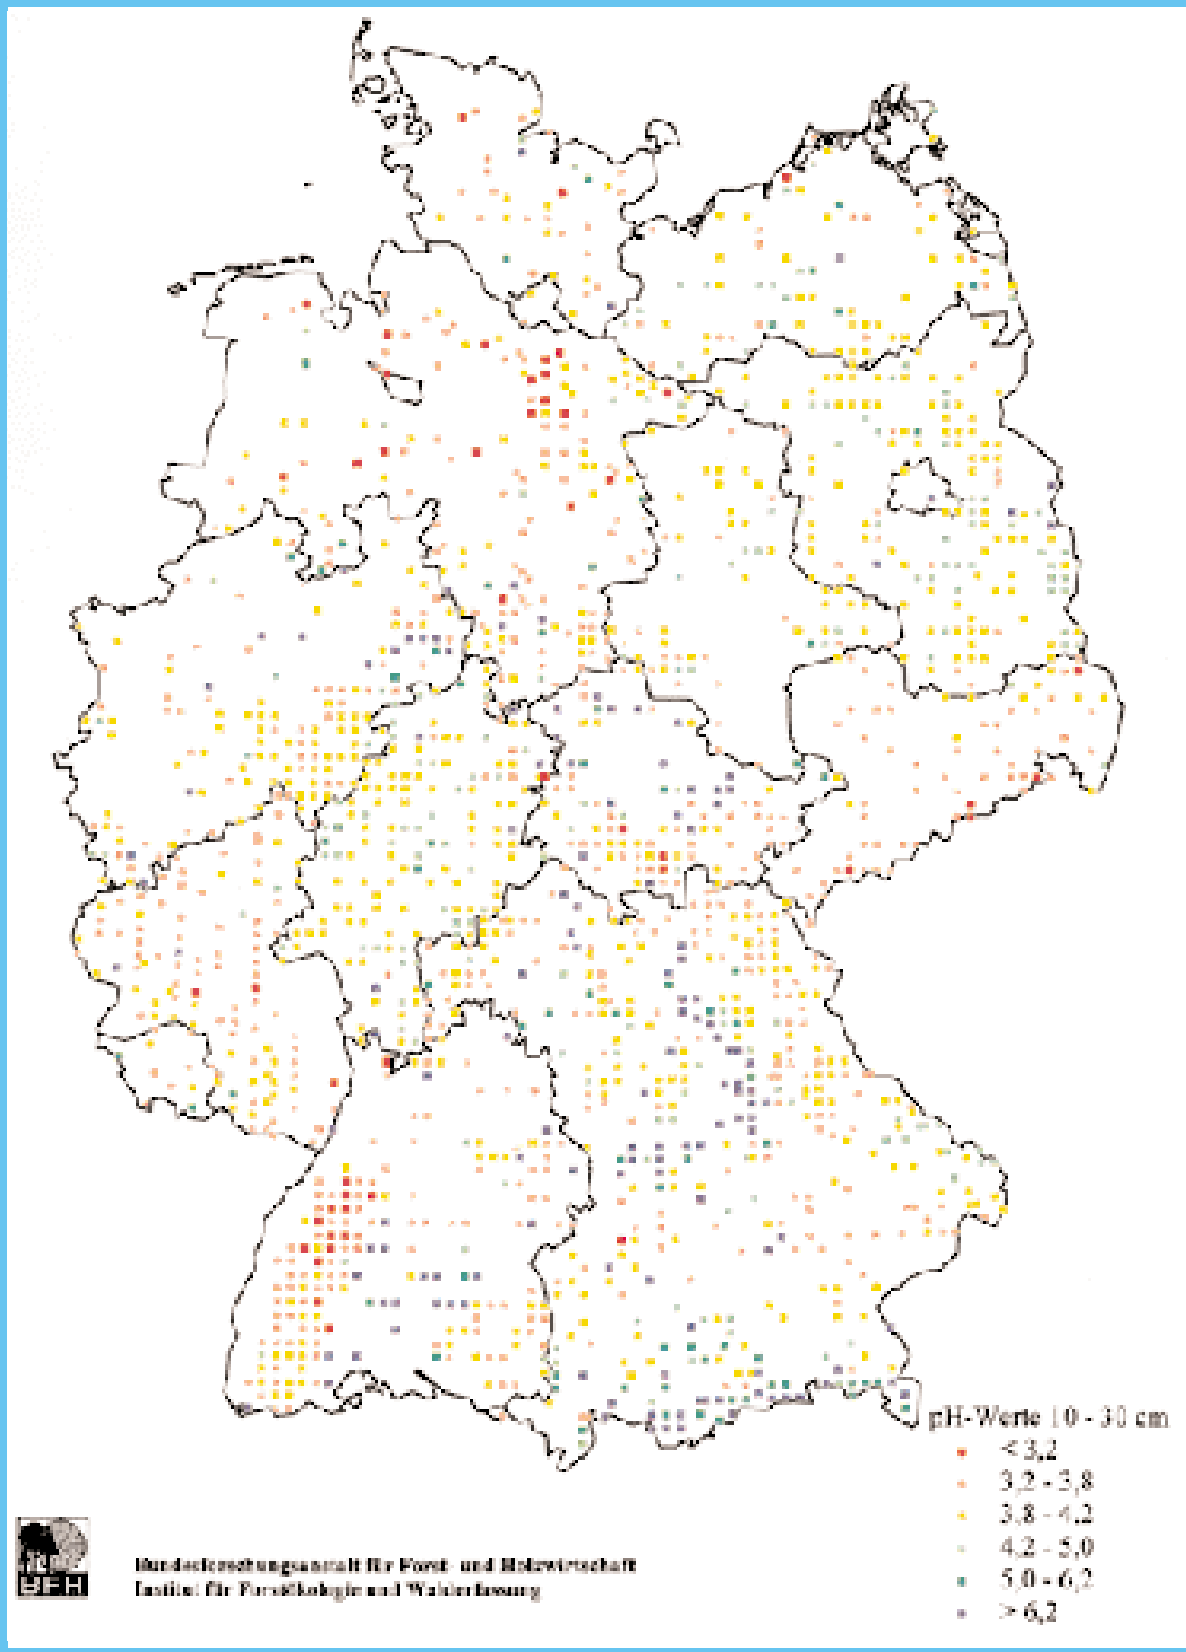 pH-Werte 10 - 30 cm
< 3,2
3,2 - 3,8
3,8 - 4,2
4,2 - 5,0
5,0 - 6,2
> 6,2
BFH
Bundesforschungsanstalt für Forst- und Holzwirtschaft
Institut für Forstökologie und Walderfassung